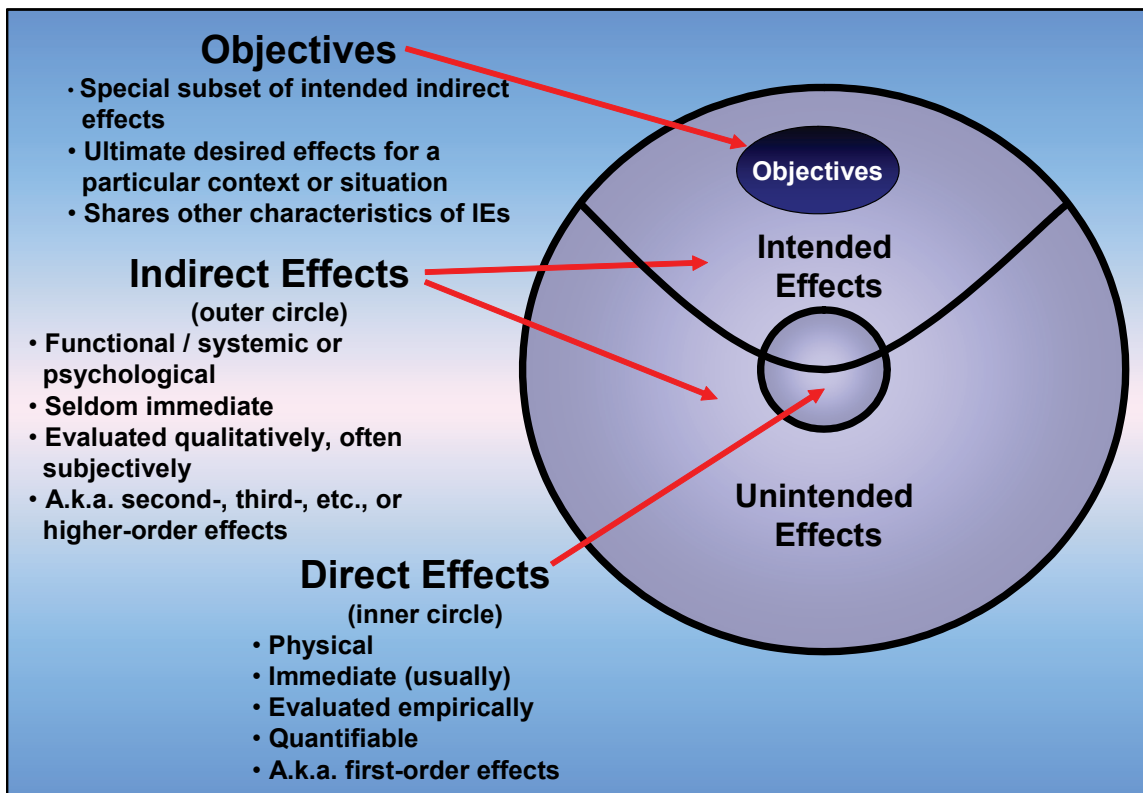 Objectives
• Special subset of intended indirect
effects
• Ultimate desired effects for a
particular context or situation
• Shares other characteristics of IEs
Indirect Effects
(outer circle)
• Functional / systemic or
psychological
• Seldom immediate
• Evaluated qualitatively, often
subjectively
• A.k.a. second-, third-, etc., or
higher-order effects
Direct Effects
(inner circle)
• Physical
• Immediate (usually)
• Evaluated empirically
• Quantifiable
• A.k.a. first-order effects
Objectives
Intended
Effects
Unintended
Effects